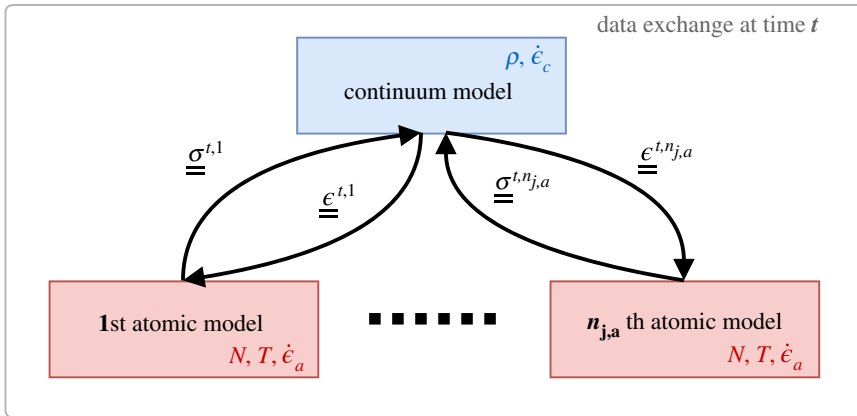 data exchange at time t
ρ, ϵ̇_c
continuum model
σ̳^{t,1}
ϵ̳^{t,1}
σ̳^{t,n_{j,a}}
ϵ̳^{t,n_{j,a}}
1st atomic model
N, T, ϵ̇_a
n_{j,a} th atomic model
N, T, ϵ̇_a